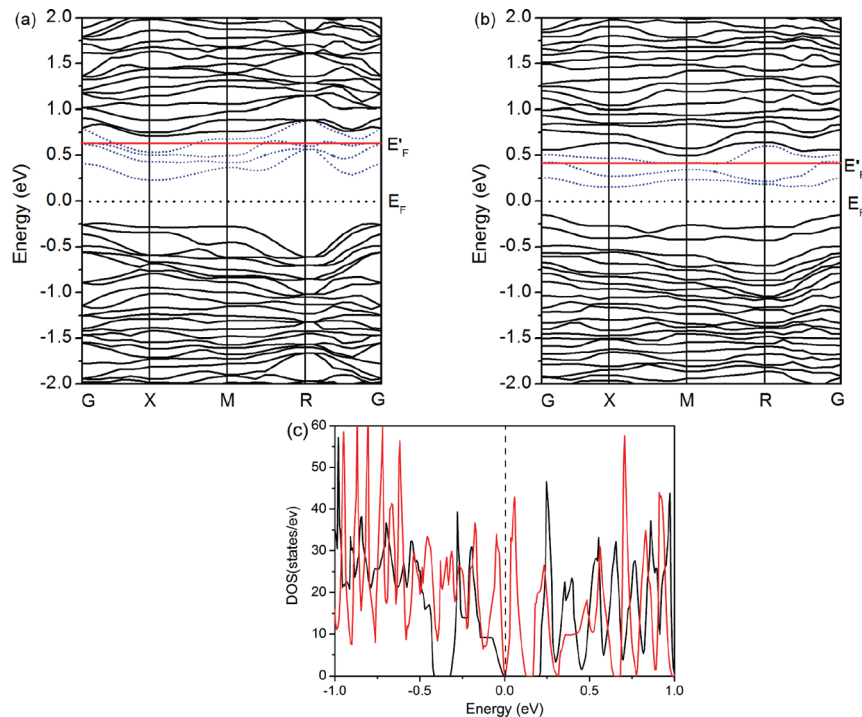 (a)
2.0
1.5
1.0
0.5
0.0
-0.5
-1.0
-1.5
-2.0
Energy (eV)
G X M R G
E'F
EF
(b)
2.0
1.5
1.0
0.5
0.0
-0.5
-1.0
-1.5
-2.0
Energy (eV)
G X M R G
E'F
EF
(c)
60
50
40
30
20
10
0
DOS(states/ev)
-1.0 -0.5 0.0 0.5 1.0
Energy (eV)